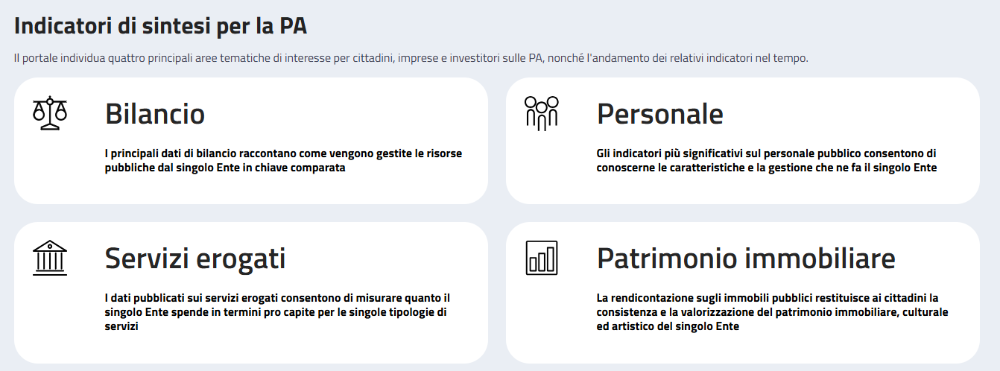 Indicatori di sintesi per la PA
Il portale individua quattro principali aree tematiche di interesse per cittadini, imprese e investitori sulle PA, nonché l'andamento dei relativi indicatori nel tempo.
Bilancio
I principali dati di bilancio raccontano come vengono gestite le risorse
pubbliche dal singolo Ente in chiave comparata
Personale
Gli indicatori più significativi sul personale pubblico consentono di
conoscerne le caratteristiche e la gestione che ne fa il singolo Ente
Servizi erogati
I dati pubblicati sui servizi erogati consentono di misurare quanto il
singolo Ente spende in termini pro capite per le singole tipologie di
servizi
Patrimonio immobiliare
La rendicontazione sugli immobili pubblici restituisce ai cittadini la
consistenza e la valorizzazione del patrimonio immobiliare, culturale
ed artistico del singolo Ente